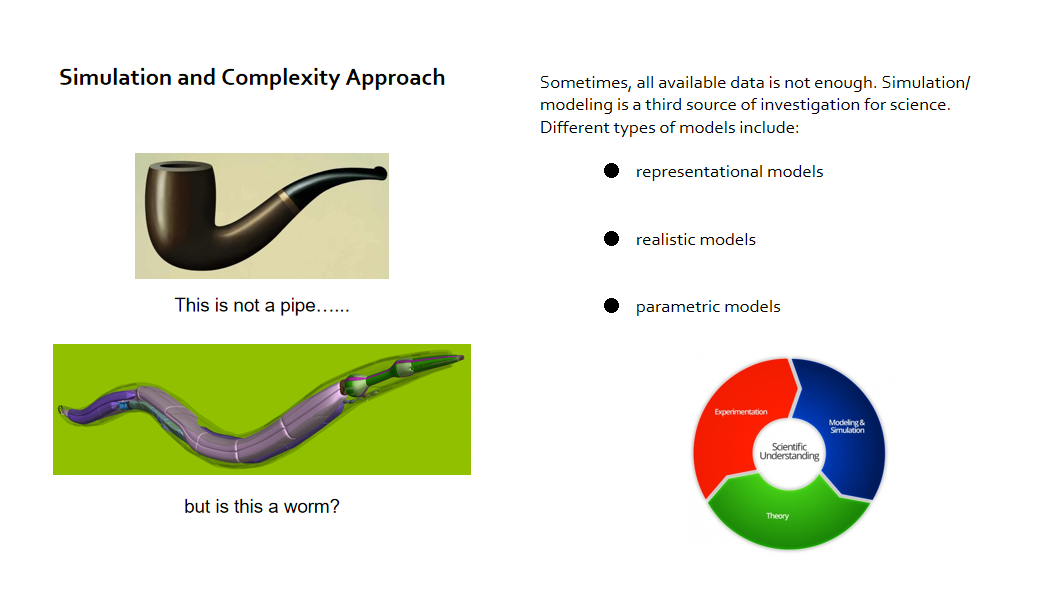 Simulation and Complexity Approach
This is not a pipe…...
but is this a worm?
Sometimes, all available data is not enough. Simulation/
modeling is a third source of investigation for science.
Different types of models include:
● representational models
● realistic models
● parametric models
Experimentation
Modeling &
Simulation
Scientific
Understanding
Theory